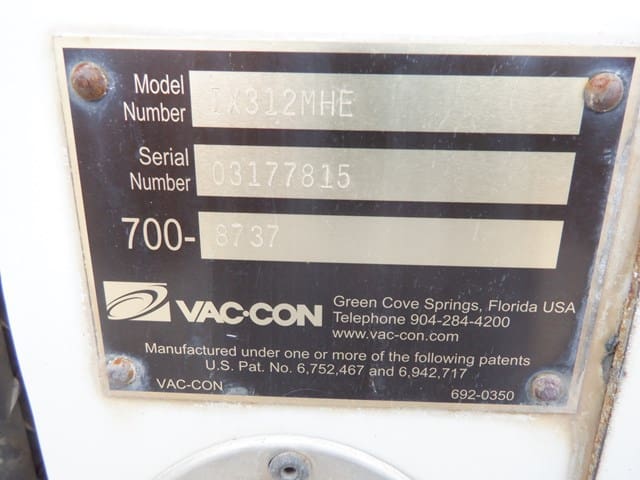 Model Number X312MHE
Serial Number 03177815
700-8737
VAC-CON
Green Cove Springs, Florida USA
Telephone 904-284-4200
www.vac-con.com
Manufactured under one or more of the following patents
U.S. Pat. No. 6,752,467 and 6,942,717
VAC-CON 692-0350